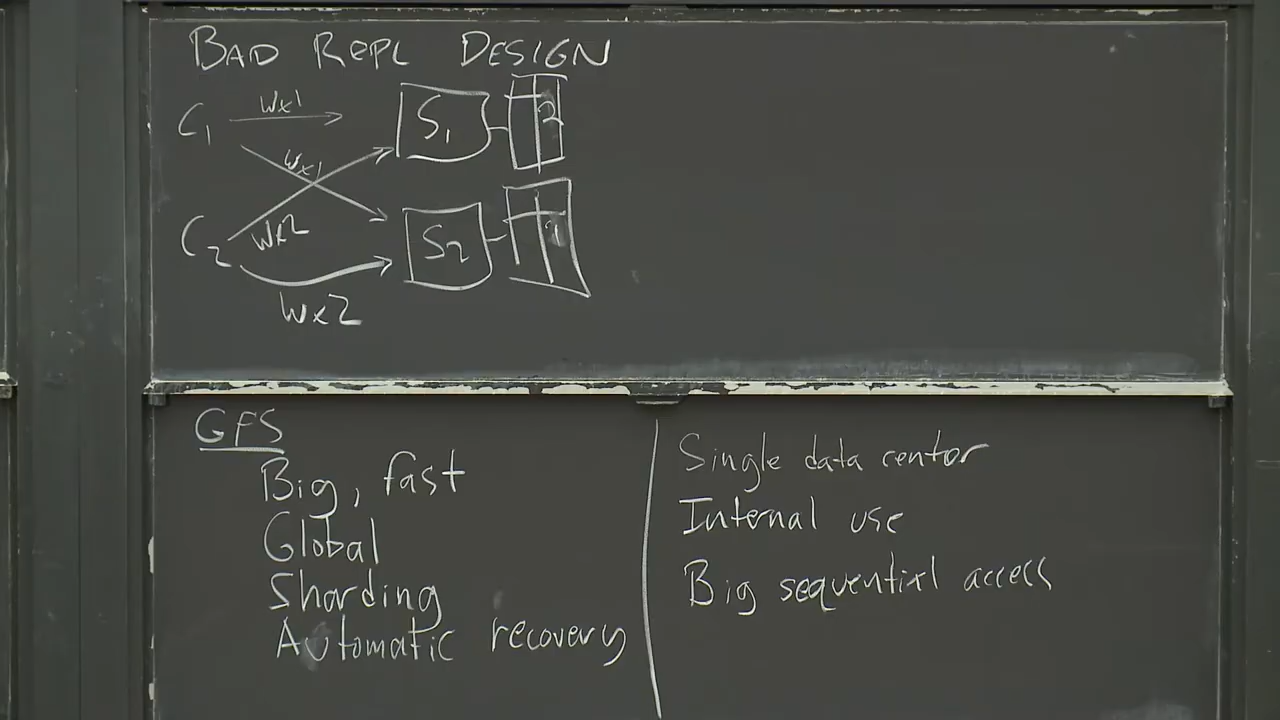 BAD REPL DESIGN
C1 Wx1 S1 2
Wx1
C2 Wx2 S2 1
Wx2
GFS
Big, fast
Global
Sharding
Automatic recovery
Single data center
Internal use
Big sequential access